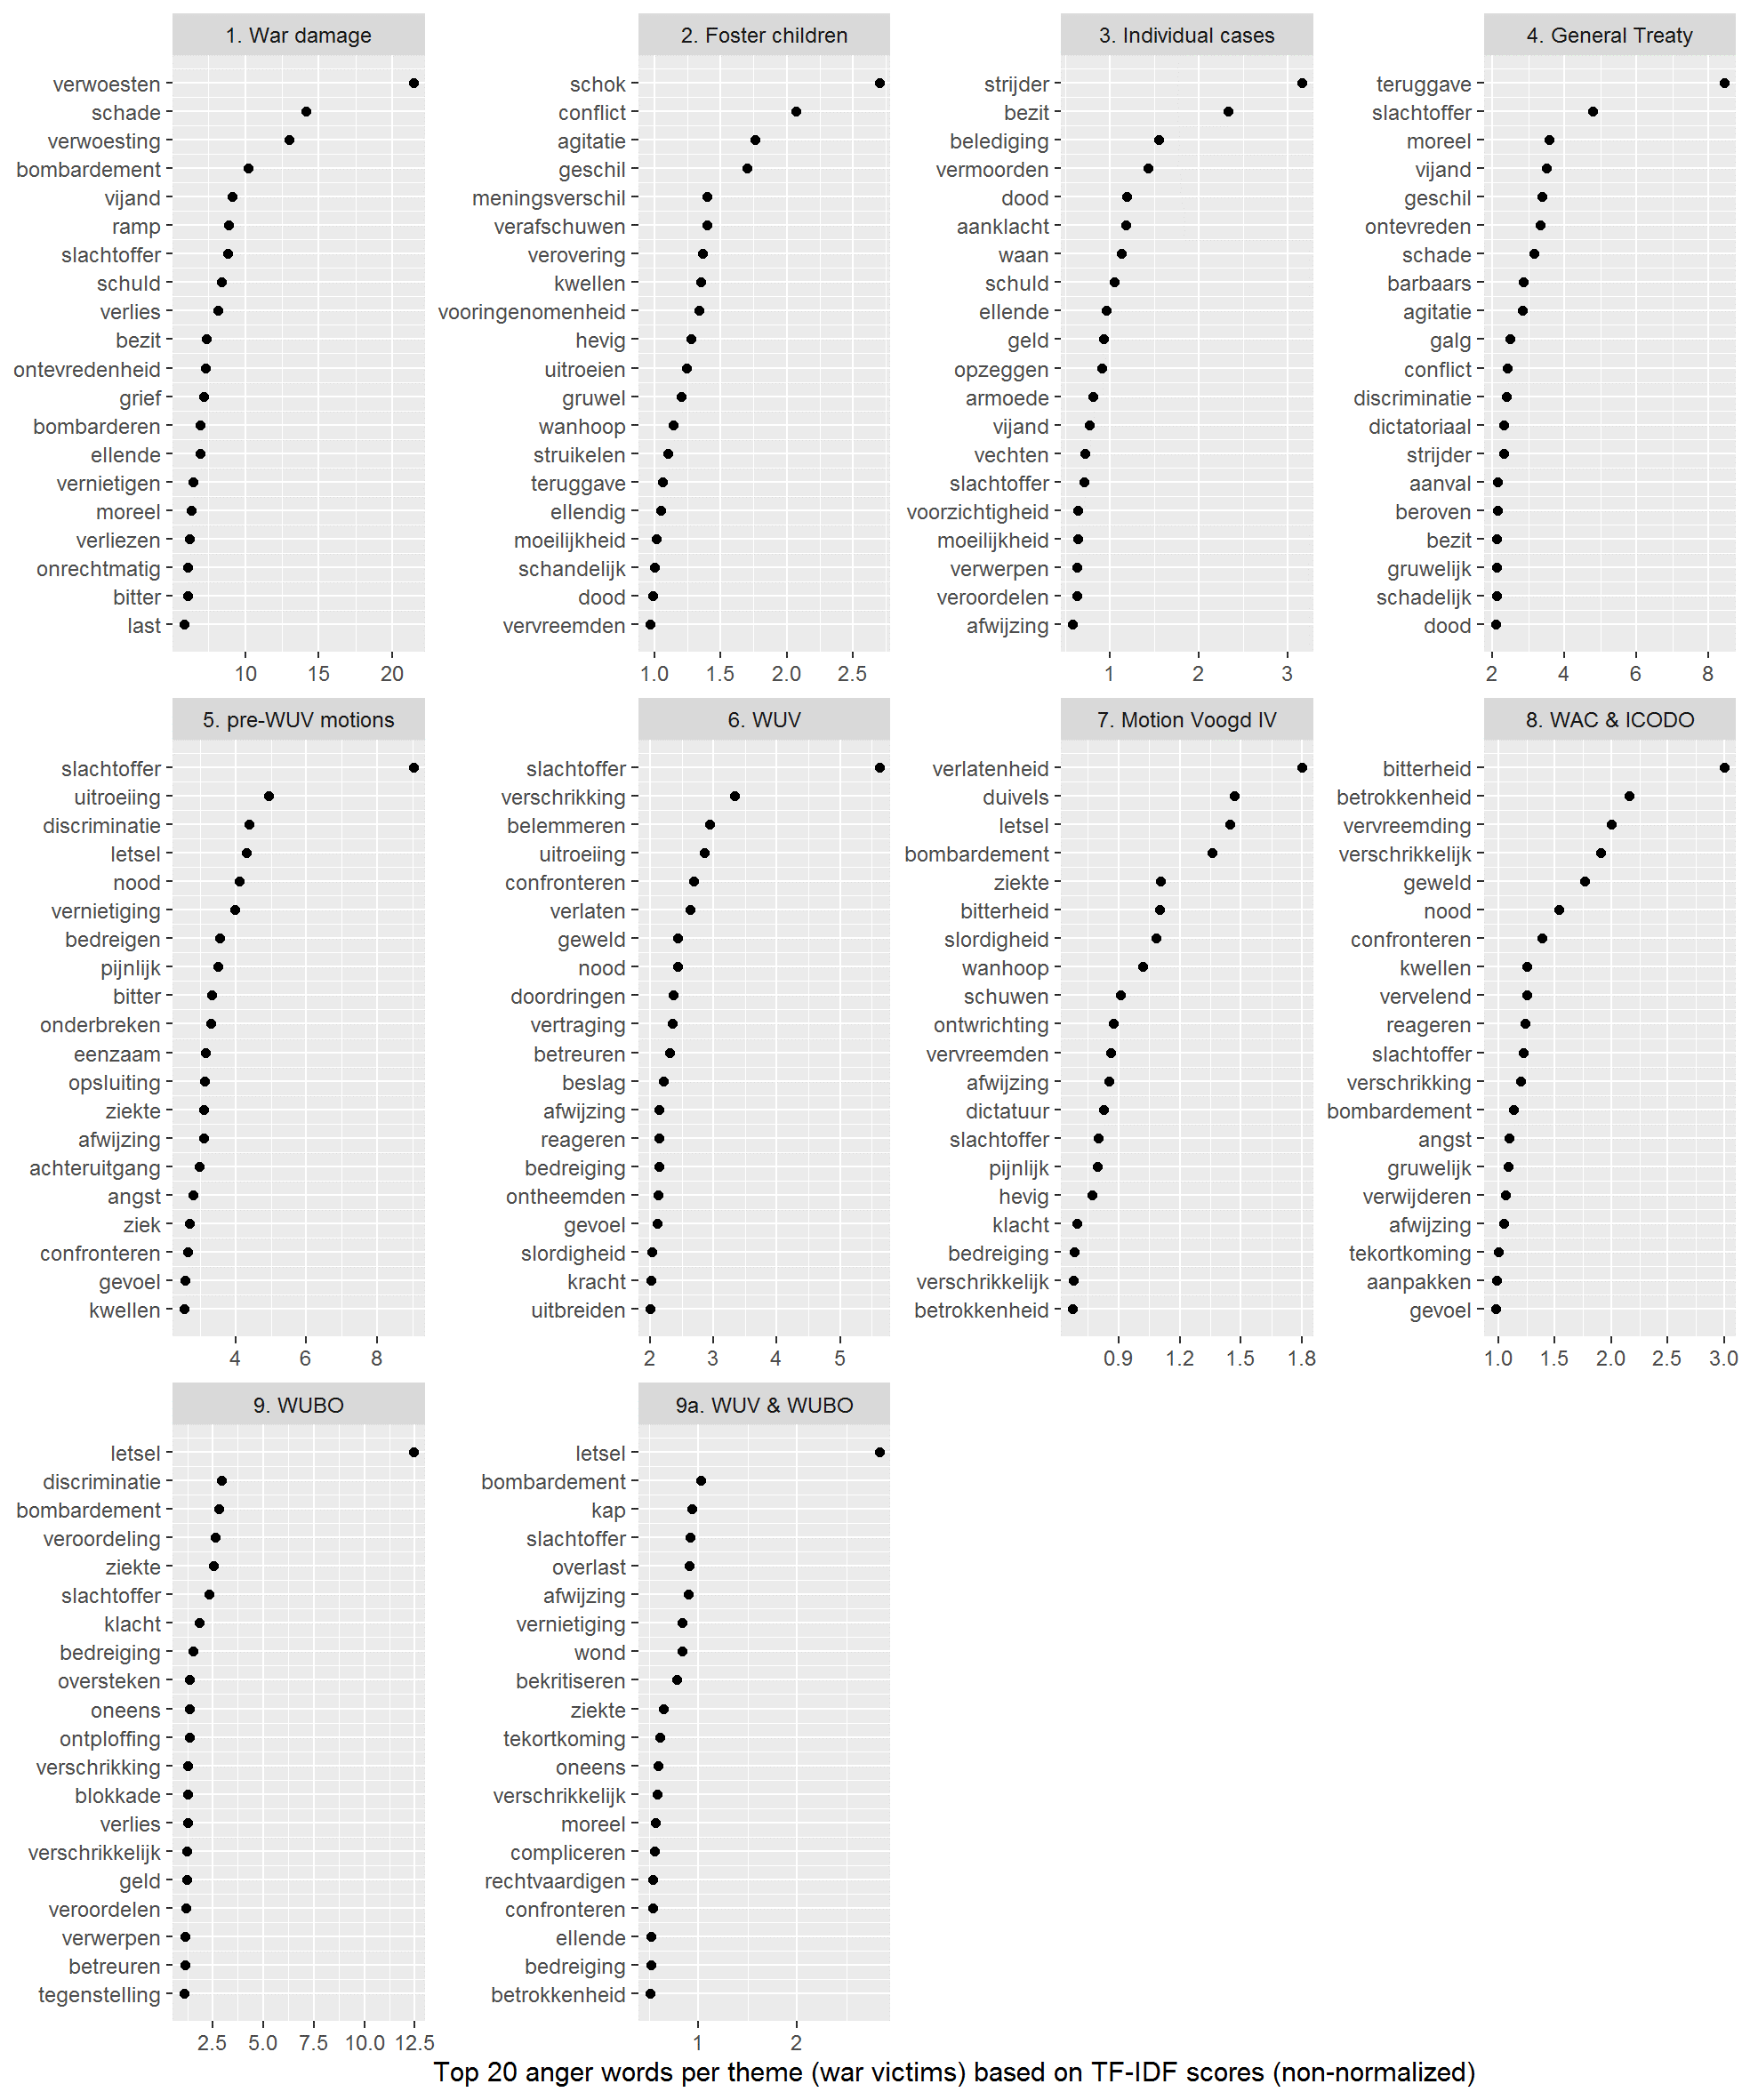 1. War damage
verwoesten
schade
verwoesting
bombardement
vijand
ramp
slachtoffer
schuld
verlies
bezit
ontevredenheid
grief
bombarderen
ellende
vernietigen
moreel
verliezen
onrechtmatig
bitter
last
10 15 20
2. Foster children
schok
conflict
agitatie
geschil
meningsverschil
verafschuwen
verovering
kwellen
vooringenomenheid
hevig
uitroeien
gruwel
wanhoop
struikelen
teruggave
ellendig
moeilijkheid
schandelijk
dood
vervreemden
1.0 1.5 2.0 2.5
3. Individual cases
strijder
bezit
belediging
vermoorden
dood
aanklacht
waan
schuld
ellende
geld
opzeggen
armoede
vijand
vechten
slachtoffer
voorzichtigheid
moeilijkheid
verwerpen
veroordelen
afwijzing
1 2 3
4. General Treaty
teruggave
slachtoffer
moreel
vijand
geschil
ontevreden
schade
barbaars
agitatie
galg
conflict
discriminatie
dictatoriaal
strijder
aanval
beroven
bezit
gruwelijk
schadelijk
dood
2 4 6 8
5. pre-WUV motions
slachtoffer
uitroeiing
discriminatie
letsel
nood
vernietiging
bedreigen
pijnlijk
bitter
onderbreken
eenzaam
opsluiting
ziekte
afwijzing
achteruitgang
angst
ziek
confronteren
gevoel
kwellen
4 6 8
6. WUV
slachtoffer
verschrikking
belemmeren
uitroeiing
confronteren
verlaten
geweld
nood
doordringen
vertraging
betreuren
beslag
afwijzing
reageren
bedreiging
ontheemden
gevoel
slordigheid
kracht
uitbreiden
2 3 4 5
7. Motion Voogd IV
verlatenheid
duivels
letsel
bombardement
ziekte
bitterheid
slordigheid
wanhoop
schuwen
ontwrichting
vervreemden
afwijzing
dictatuur
slachtoffer
pijnlijk
hevig
klacht
bedreiging
verschrikkelijk
betrokkenheid
0.9 1.2 1.5 1.8
8. WAC & ICODO
bitterheid
betrokkenheid
vervreemding
verschrikkelijk
geweld
nood
confronteren
kwellen
vervelend
reageren
slachtoffer
verschrikking
bombardement
angst
gruwelijk
verwijderen
afwijzing
tekortkoming
aanpakken
gevoel
1.0 1.5 2.0 2.5 3.0
9. WUBO
letsel
discriminatie
bombardement
veroordeling
ziekte
slachtoffer
klacht
bedreiging
oversteken
oneens
ontploffing
verschrikking
blokkade
verlies
verschrikkelijk
geld
veroordelen
verwerpen
betreuren
tegenstelling
2.5 5.0 7.5 10.0 12.5
9a. WUV & WUBO
letsel
bombardement
kap
slachtoffer
overlast
afwijzing
vernietiging
wond
bekritiseren
ziekte
tekortkoming
oneens
verschrikkelijk
moreel
compliceren
rechtvaardigen
confronteren
ellende
bedreiging
betrokkenheid
1 2
Top 20 anger words per theme (war victims) based on TF-IDF scores (non-normalized)